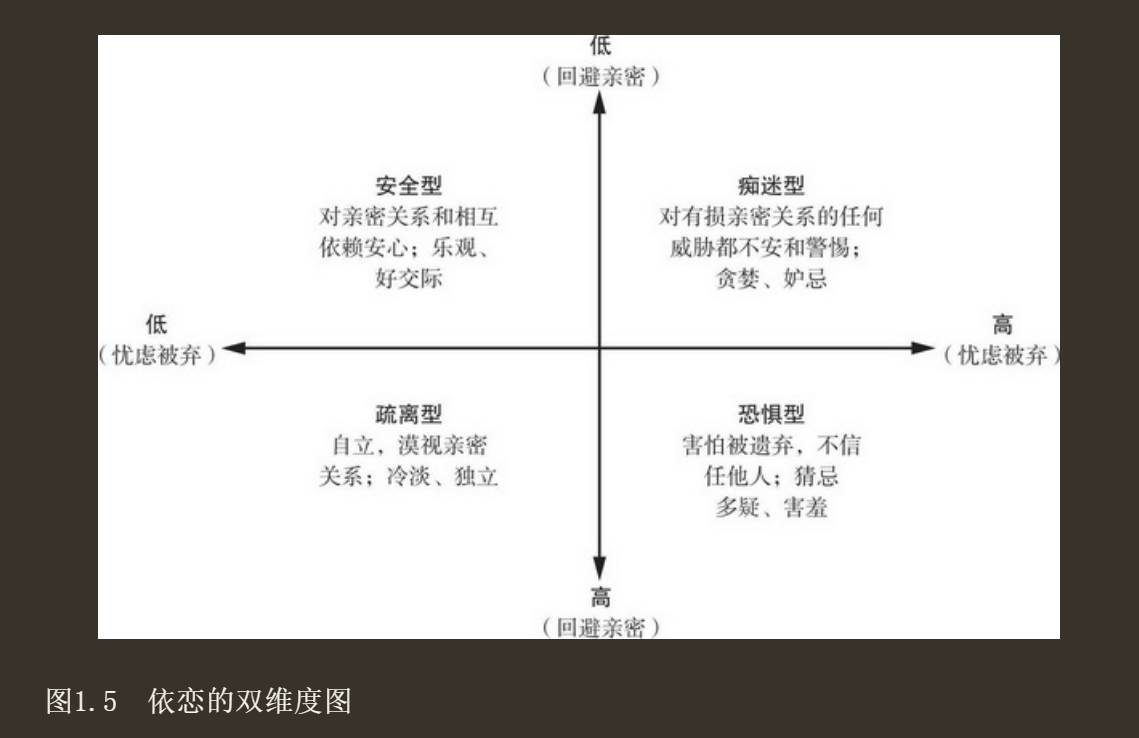 低
（回避亲密）
安全型
对亲密关系和相互
依赖安心；乐观、
好交际
痴迷型
对有损亲密关系的任何
威胁都不安和警惕；
贪婪、妒忌
低
（忧虑被弃）
高
（忧虑被弃）
疏离型
自立，漠视亲密
关系；冷淡、独立
恐惧型
害怕被遗弃，不信
任他人；猜忌
多疑、害羞
高
（回避亲密）
图1.5 依恋的双维度图